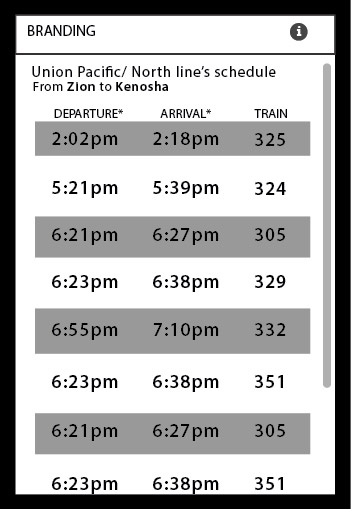 BRANDING
Union Pacific/ North line's schedule
From Zion to Kenosha
DEPARTURE* ARRIVAL* TRAIN
2:02pm 2:18pm 325
5:21pm 5:39pm 324
6:21pm 6:27pm 305
6:23pm 6:38pm 329
6:55pm 7:10pm 332
6:23pm 6:38pm 351
6:21pm 6:27pm 305
6:23pm 6:38pm 351